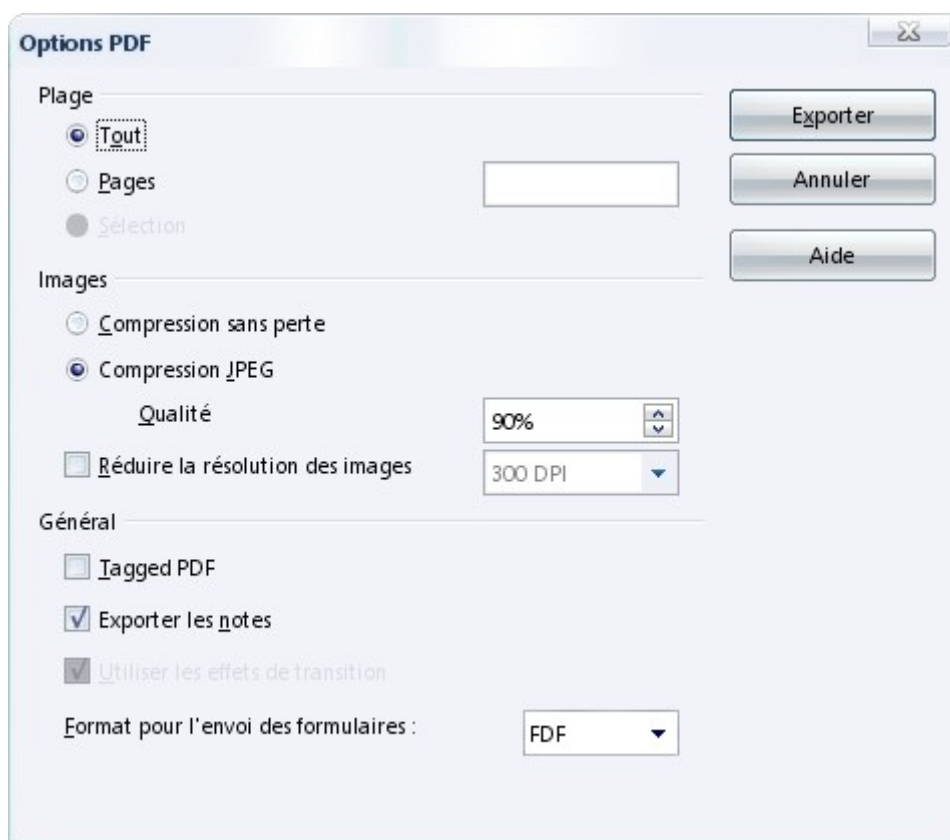 Options PDF
Plage
Exporter
Tout
Pages
Annuler
Sélection
Aide
Images
Compression sans perte
Compression JPEG
Qualité
90%
Réduire la résolution des images
300 DPI
Général
Tagged PDF
Exporter les notes
Utiliser les effets de transition
Format pour l'envoi des formulaires :
FDF